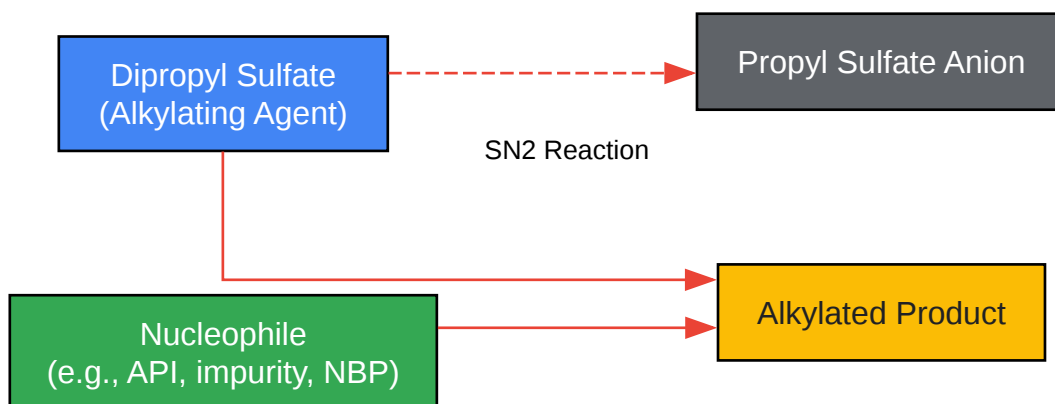 Dipropyl Sulfate
(Alkylating Agent)
Propyl Sulfate Anion
SN2 Reaction
Nucleophile
(e.g., API, impurity, NBP)
Alkylated Product